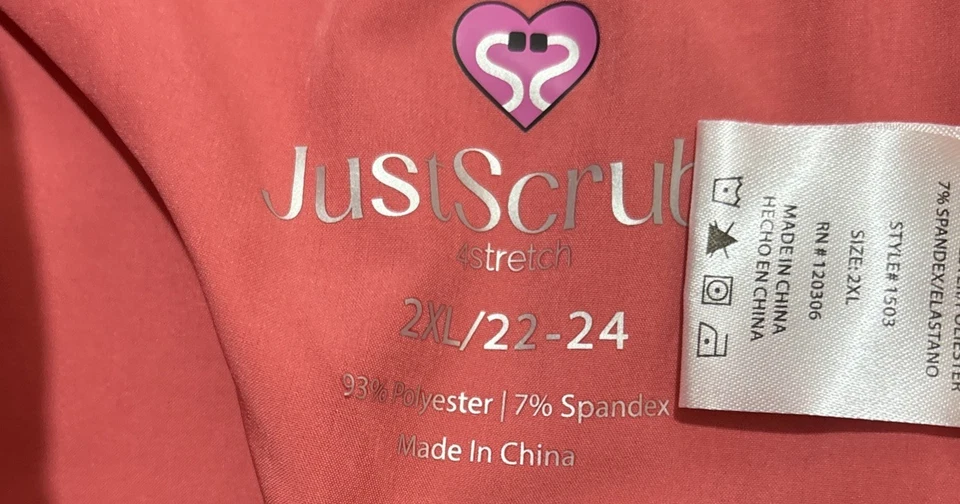 JustScrub
4stretch
2XL/22-24
93% Polyester | 7% Spandex
Made In China
7% SPANDEX/ELASTANO
STYLE# 1503
SIZE: 2XL
RN # 120306
MADE IN CHINA
HECHO EN CHINA